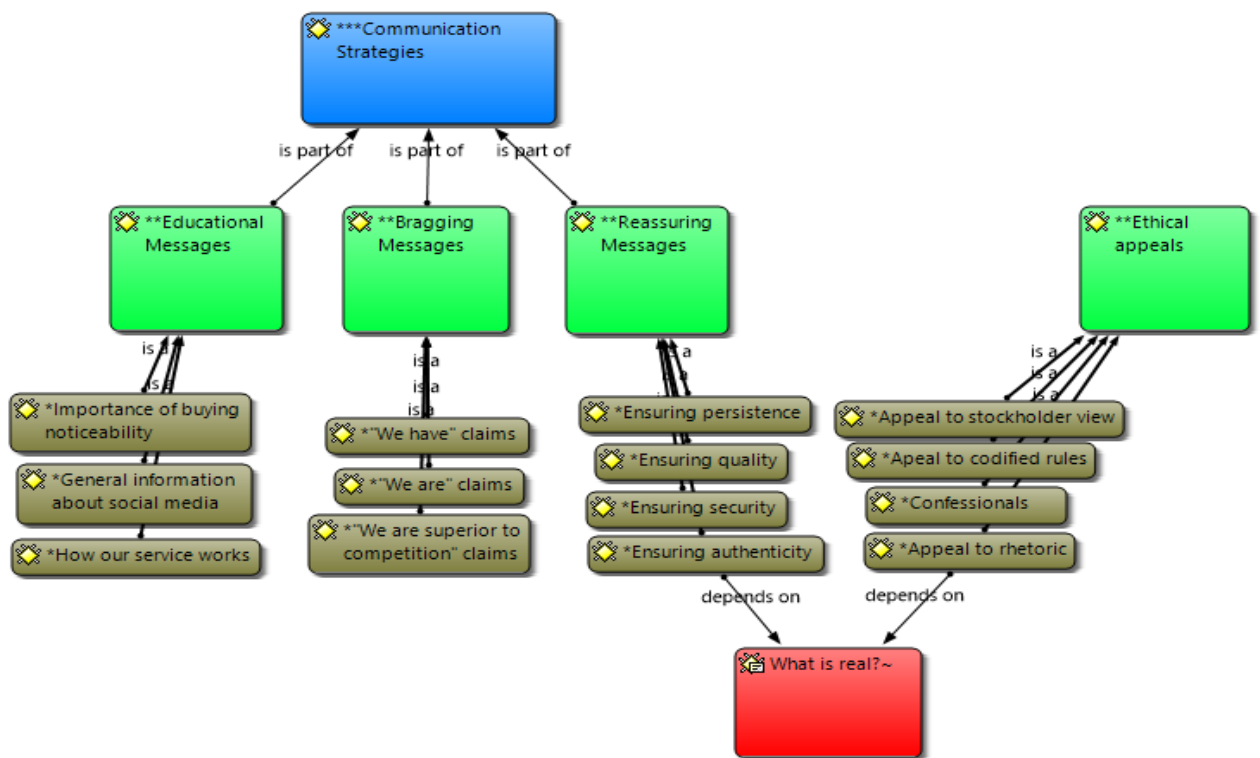 ***Communication
Strategies
is part of
is part of
is part of
**Educational
Messages
**Bragging
Messages
**Reassuring
Messages
**Ethical
appeals
is a
is a
*Importance of buying
noticeability
*General information
about social media
*How our service works
is a
is a
is a
*"We have" claims
*"We are" claims
*"We are superior to
competition" claims
is a
*Ensuring persistence
*Ensuring quality
*Ensuring security
*Ensuring authenticity
is a
is a
is a
*Appeal to stockholder view
*Apeal to codified rules
*Confessionals
*Appeal to rhetoric
depends on
depends on
What is real?~